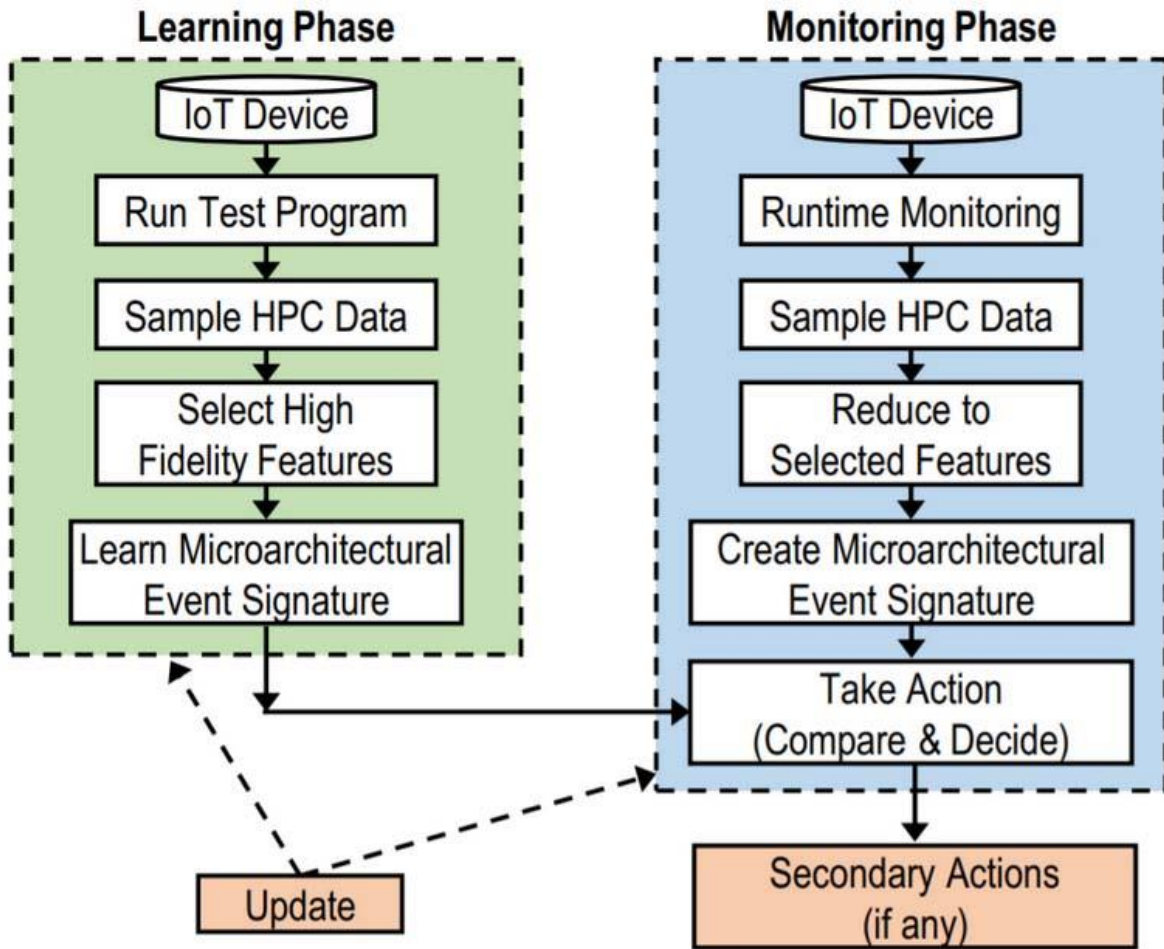 Learning Phase
IoT Device
Run Test Program
Sample HPC Data
Select High
Fidelity Features
Learn Microarchitectural
Event Signature
Monitoring Phase
IoT Device
Runtime Monitoring
Sample HPC Data
Reduce to
Selected Features
Create Microarchitectural
Event Signature
Take Action
(Compare & Decide)
Update
Secondary Actions
(if any)